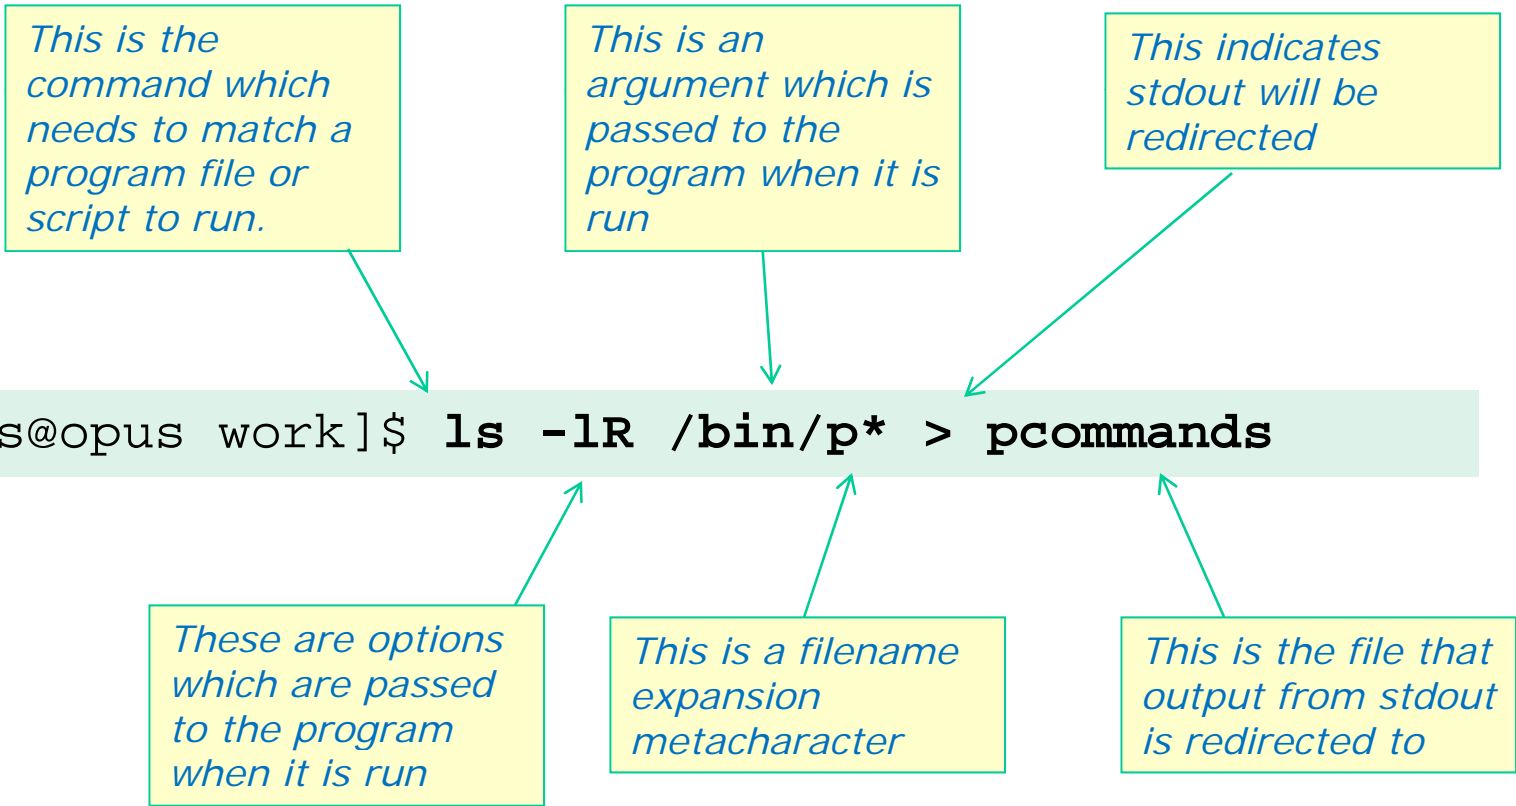 This is the
command which
needs to match a
program file or
script to run.
This is an
argument which is
passed to the
program when it is
run
This indicates
stdout will be
redirected
s@opus work]$ ls -lR /bin/p* > pcommands
These are options
which are passed
to the program
when it is run
This is a filename
expansion
metacharacter
This is the file that
output from stdout
is redirected to